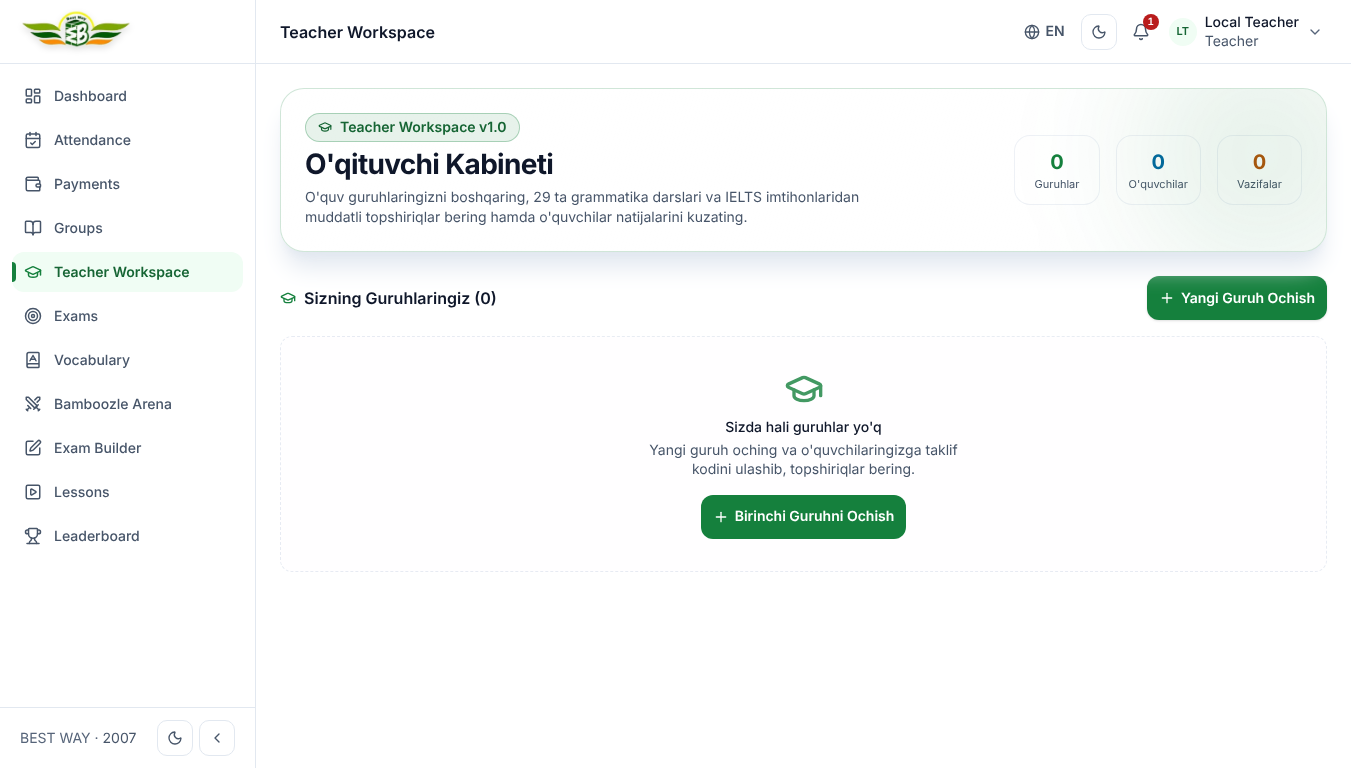 Teacher Workspace
EN
1
LT
Local Teacher
Teacher
Dashboard
Attendance
Payments
Groups
Teacher Workspace
Exams
Vocabulary
Bamboozle Arena
Exam Builder
Lessons
Leaderboard
BEST WAY · 2007
Teacher Workspace v1.0
O'qituvchi Kabineti
O'quv guruhlaringizni boshqaring, 29 ta grammatika darslari va IELTS imtihonlaridan
muddatli topshiriqlar bering hamda o'quvchilar natijalarini kuzating.
0
Guruhlar
0
O'quvchilar
0
Vazifalar
Sizning Guruhlaringiz (0)
Yangi Guruh Ochish
Sizda hali guruhlar yo'q
Yangi guruh oching va o'quvchilaringizga taklif
kodini ulashib, topshiriqlar bering.
Birinchi Guruhni Ochish